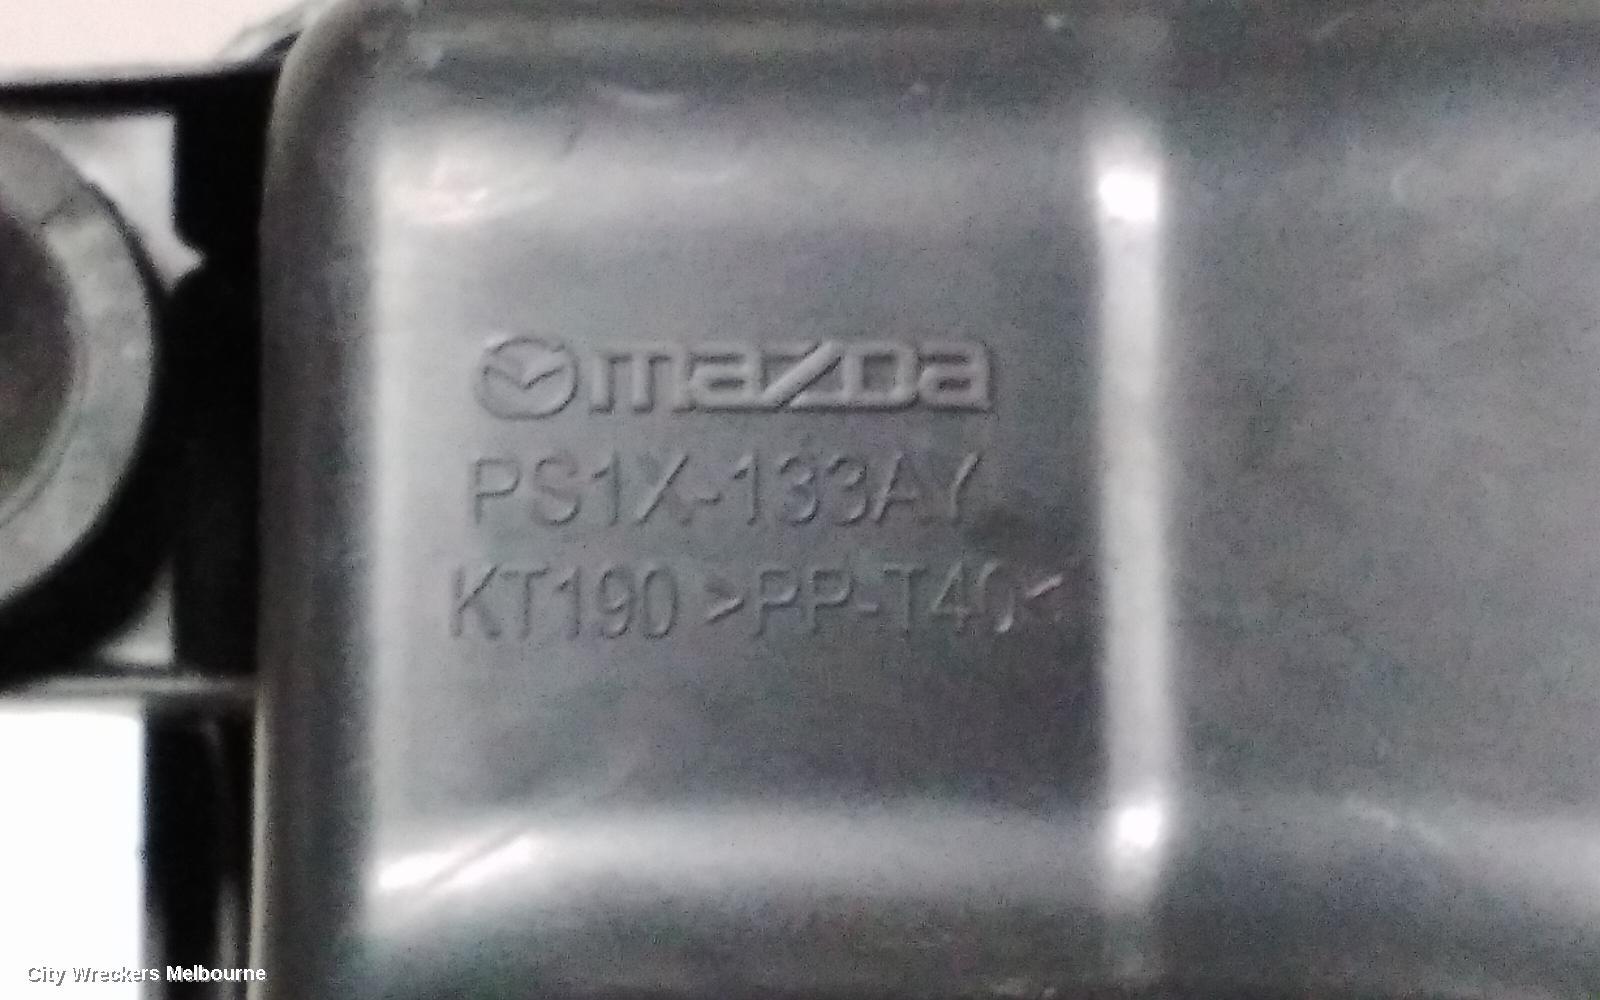 mazda
PS1X-133AY
KT190 >PP-T40<
City Wreckers Melbourne